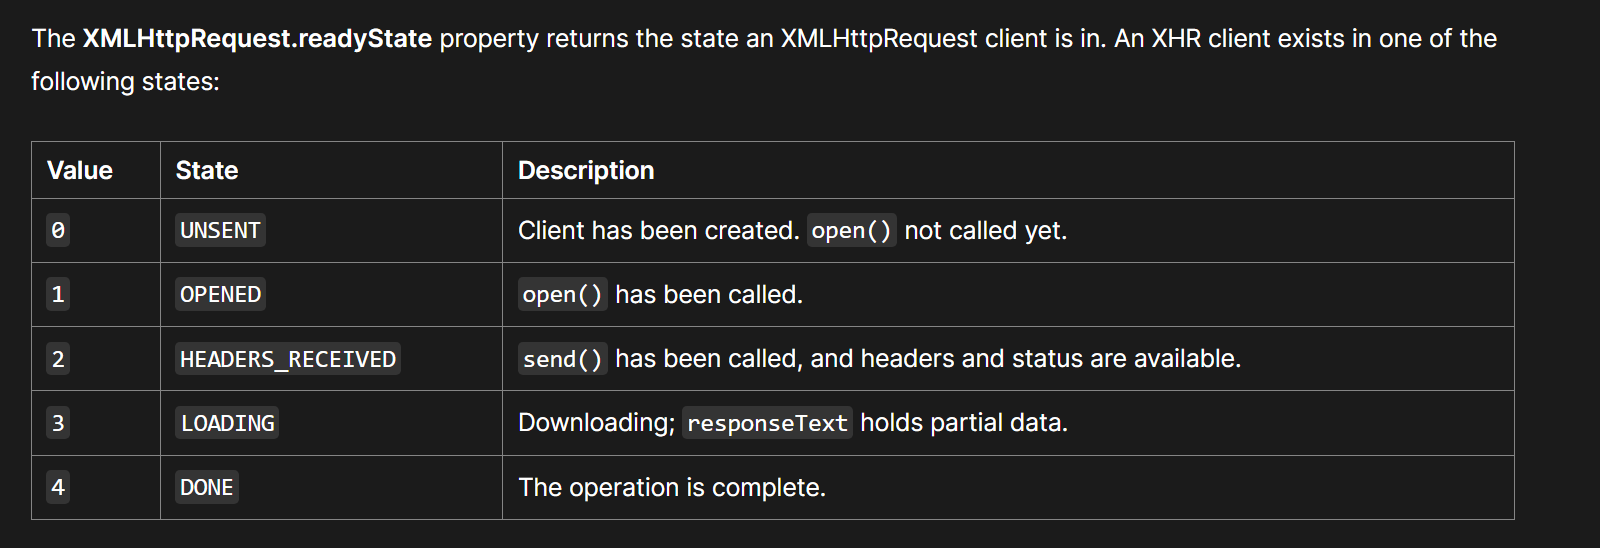 The XMLHttpRequest.readyState property returns the state an XMLHttpRequest client is in. An XHR client exists in one of the
following states:
Value State Description
0 UNSENT Client has been created. open() not called yet.
1 OPENED open() has been called.
2 HEADERS_RECEIVED send() has been called, and headers and status are available.
3 LOADING Downloading; responseText holds partial data.
4 DONE The operation is complete.